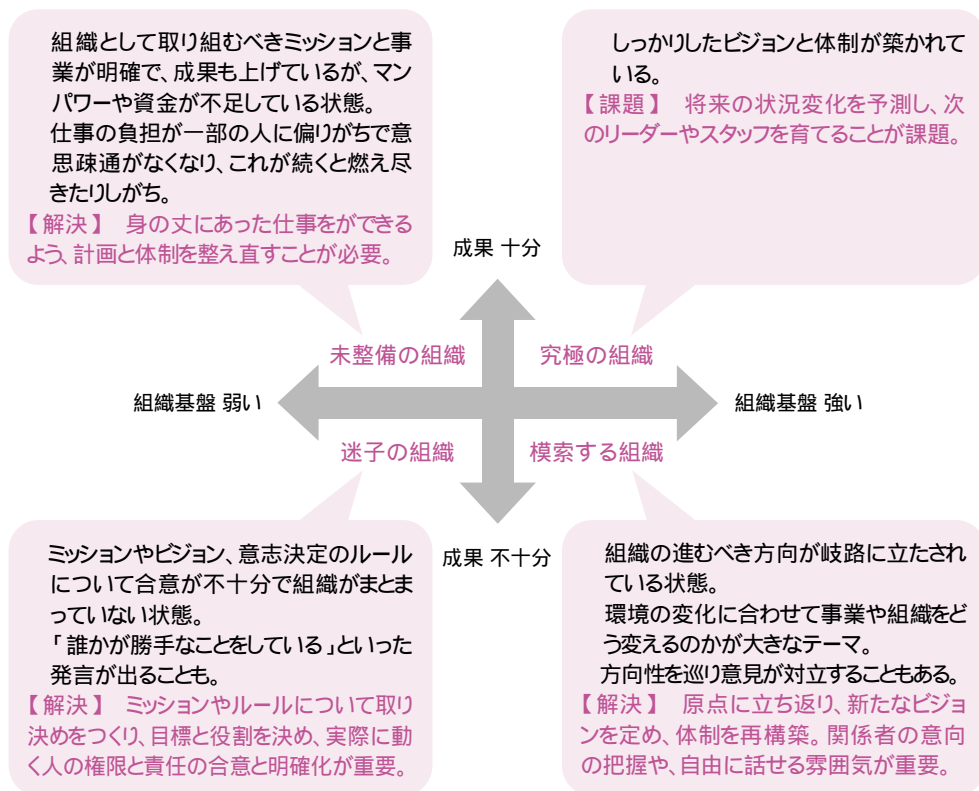 組織として取り組むべきミッションと事
業が明確で、成果も上げているが、マン
パワーや資金が不足している状態。
仕事の負担が一部の人に偏りがちで意
思疎通がなくなり、これが続くと燃え尽
きたりしがち。
【解決】 身の丈にあった仕事をができる
よう、計画と体制を整え直すことが必要。
しっかりしたビジョンと体制が築かれて
いる。
【課題】 将来の状況変化を予測し、次
のリーダーやスタッフを育てることが課題。
成果 十分
未整備の組織
究極の組織
組織基盤 弱い
組織基盤 強い
迷子の組織
模索する組織
成果 不十分
ミッションやビジョン、意志決定のルール
について合意が不十分で組織がまとま
っていない状態。
「誰かが勝手なことをしている」といった
発言が出ることも。
【解決】 ミッションやルールについて取り
決めをつくり、目標と役割を決め、実際に動
く人の権限と責任の合意と明確化が重要。
組織の進むべき方向が岐路に立たされ
ている状態。
環境の変化に合わせて事業や組織をど
う変えるのかが大きなテーマ。
方向性を巡り意見が対立することもある。
【解決】 原点に立ち返り、新たなビジョ
ンを定め、体制を再構築。関係者の意向
の把握や、自由に話せる雰囲気が重要。